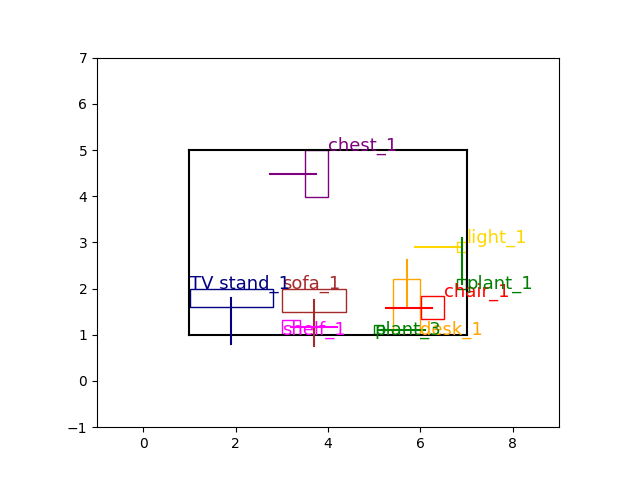 7
6
5
4
3
2
1
0
−1
0
2
4
6
8
chest_1
light_1
TV stand_1
sofa_1
plant_1
chair_1
shelf_1
plant_3
desk_1